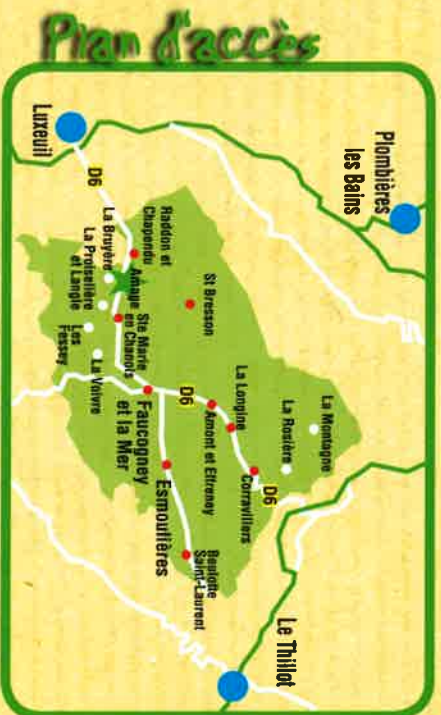 Plan d'accès
Plombières
les Bains
Luxeuil
D6
Raddon et
Chapendu
St Bresson
La Bruyère
Amage
La Proiselière
et Langle
Ste Marie
en Chanois
Les
Fessey
La Voivre
Faucogney
et la Mer
D6
Amont et Effreney
La Longine
La Montagne
La Rosière
Corravillers
D6
Esmoulières
Beulotte
Saint-Laurent
Le Thillot